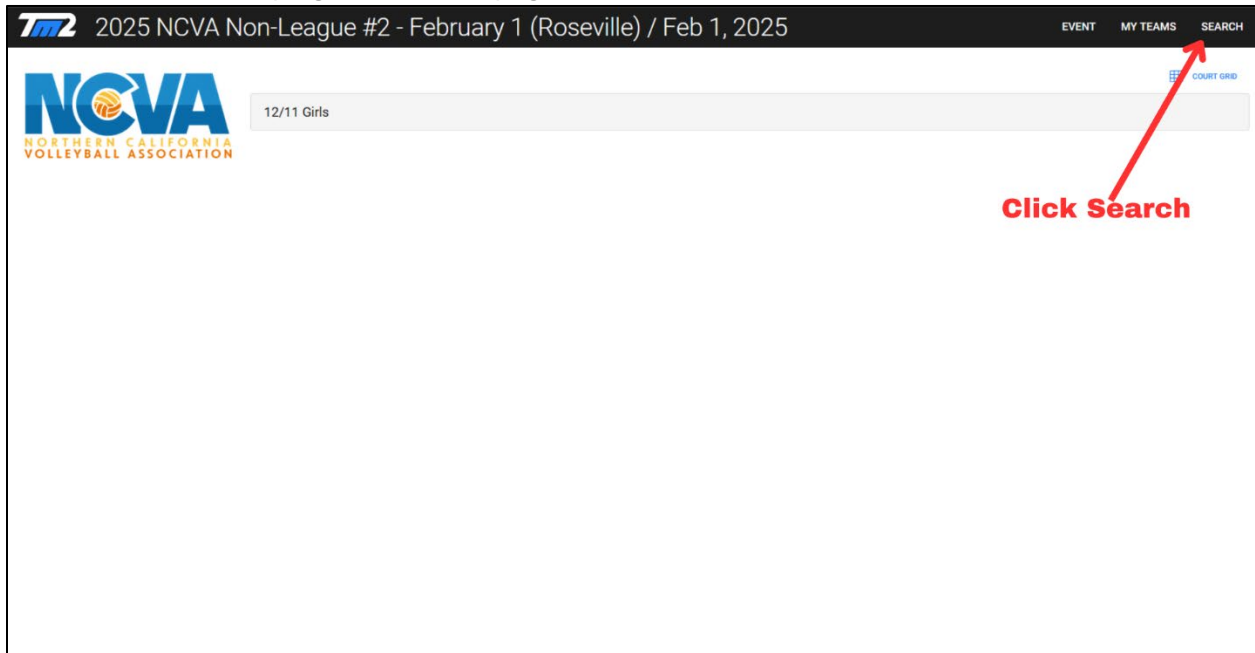 TM2 2025 NCVA Non-League #2 - February 1 (Roseville) / Feb 1, 2025 EVENT MY TEAMS SEARCH
COURT GRID
NCVA
NORTHERN CALIFORNIA
VOLLEYBALL ASSOCIATION
12/11 Girls
Click Search